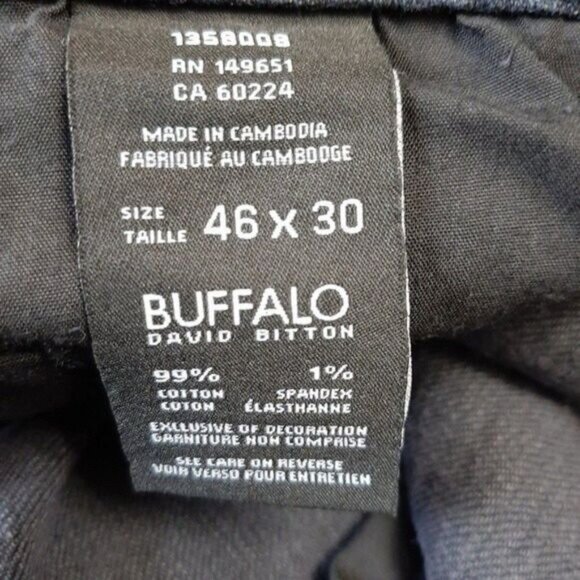 1358008
RN 149651
CA 60224
MADE IN CAMBODIA
FABRIQUÉ AU CAMBODGE
SIZE
TAILLE 46 X 30
BUFFALO
DAVID BITTON
99% 1%
COTTON SPANDEX
COTON ÉLASTHANNE
EXCLUSIVE OF DECORATION
GARNITURE NON COMPRISE
SEE CARE ON REVERSE
VOIR VERSO POUR ENTRETIEN